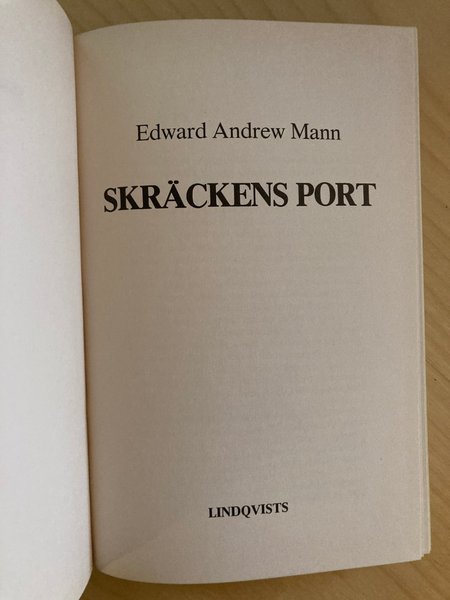 Edward Andrew Mann
SKRÄCKENS PORT
LINDQVISTS